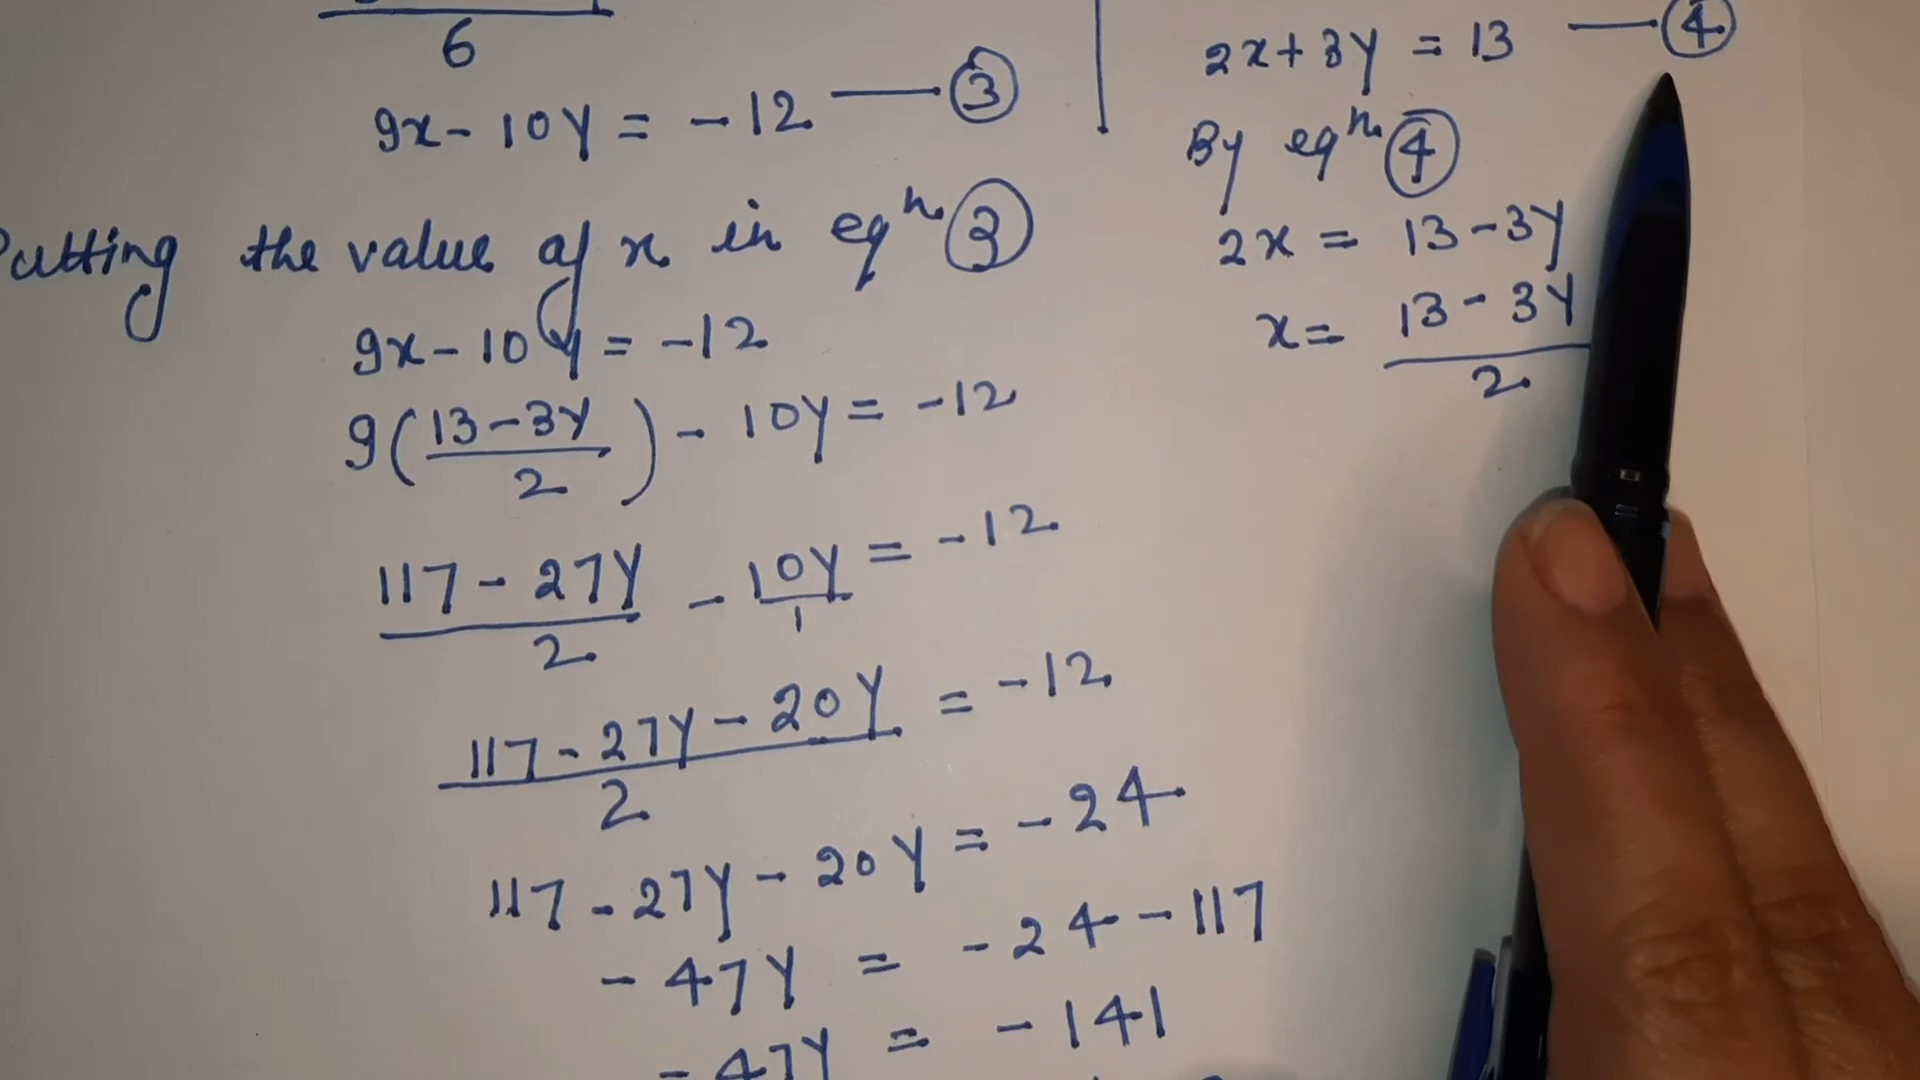 6
9x - 10y = -12 —— ③
Putting the value of x in eqⁿ ③
9x - 10y = -12
9(13 - 3y / 2) - 10y = -12
117 - 27y / 2 - 10y / 1 = -12
117 - 27y - 20y / 2 = -12
117 - 27y - 20y = -24
-47y = -24 - 117
-47y = -141
2x + 3y = 13 —— ④
By eqⁿ ④
2x = 13 - 3y
x = 13 - 3y / 2